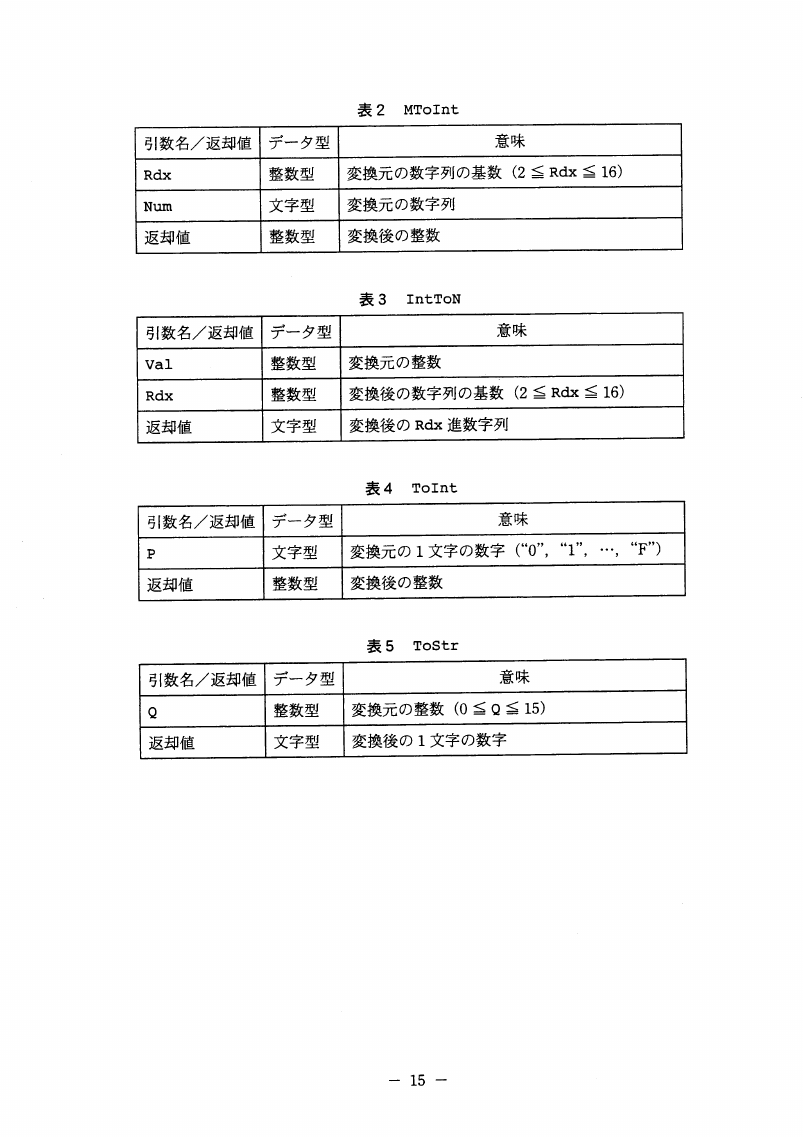 表2 MToInt
引数名／返却値 データ型 意味
Rdx 整数型 変換元の数字列の基数（2 ≦ Rdx ≦ 16）
Num 文字型 変換元の数字列
返却値 整数型 変換後の整数
表3 IntToN
引数名／返却値 データ型 意味
Val 整数型 変換元の整数
Rdx 整数型 変換後の数字列の基数（2 ≦ Rdx ≦ 16）
返却値 文字型 変換後の Rdx 進数字列
表4 ToInt
引数名／返却値 データ型 意味
P 文字型 変換元の 1 文字の数字（“0”，“1”，…，“F”）
返却値 整数型 変換後の整数
表5 ToStr
引数名／返却値 データ型 意味
Q 整数型 変換元の整数（0 ≦ Q ≦ 15）
返却値 文字型 変換後の 1 文字の数字
— 15 —